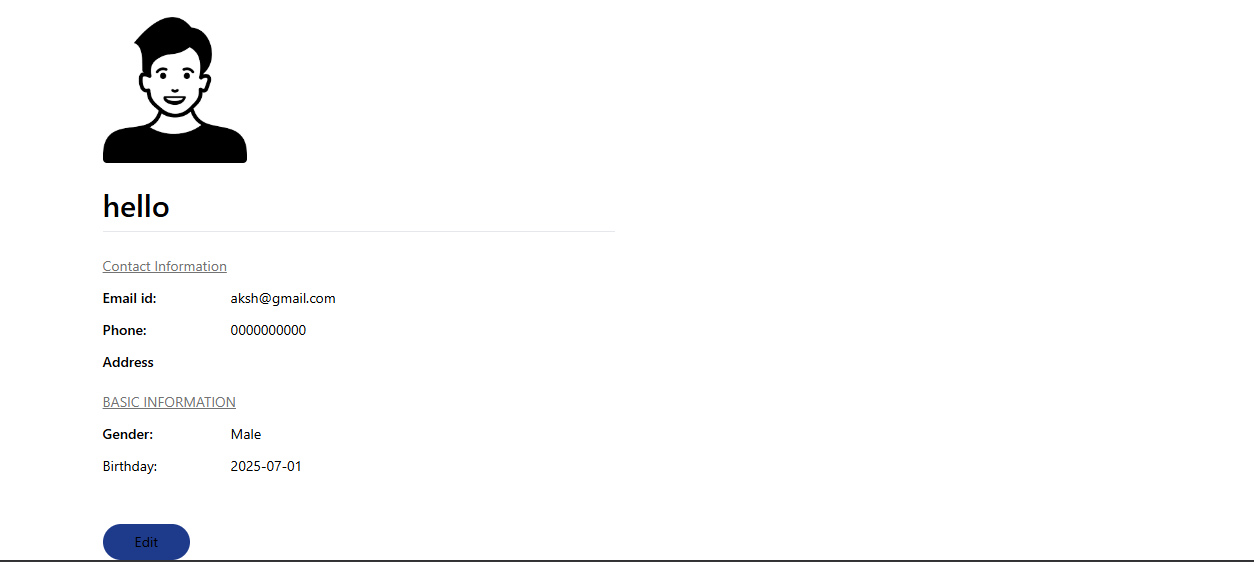 hello
Contact Information
Email id: aksh@gmail.com
Phone: 0000000000
Address
BASIC INFORMATION
Gender: Male
Birthday: 2025-07-01
Edit